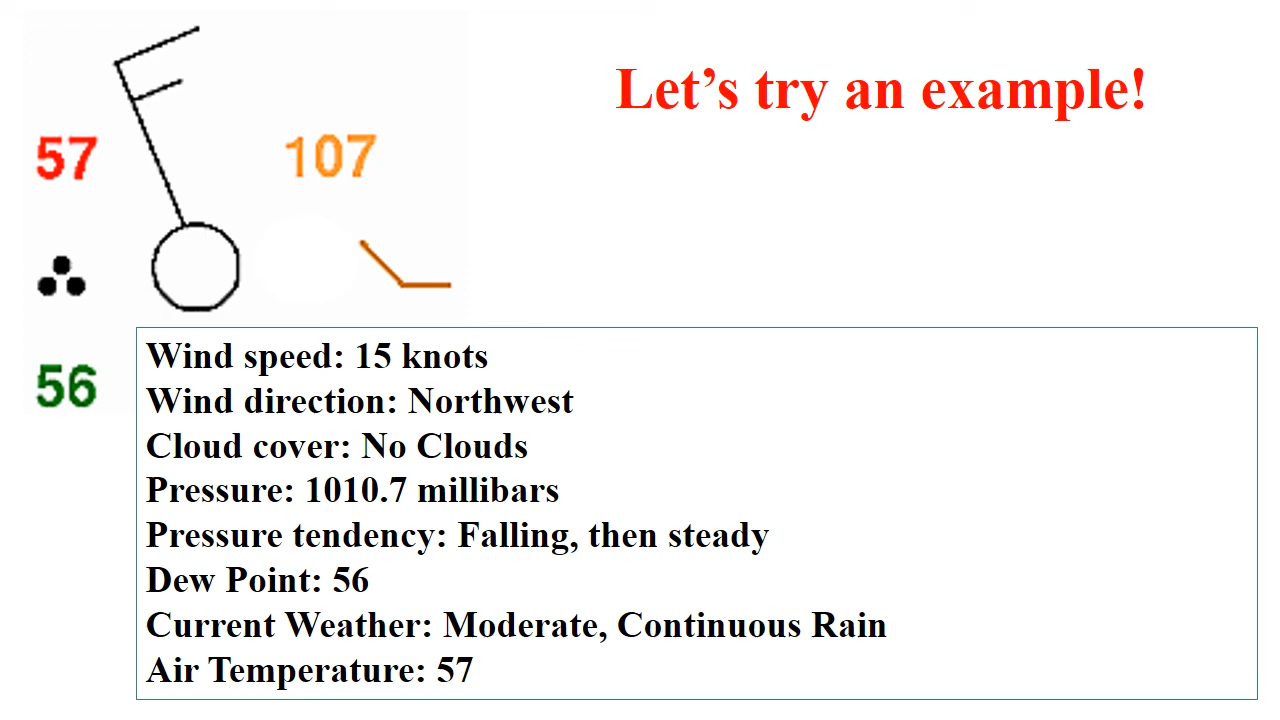 Let’s try an example!
57
107
56
Wind speed: 15 knots
Wind direction: Northwest
Cloud cover: No Clouds
Pressure: 1010.7 millibars
Pressure tendency: Falling, then steady
Dew Point: 56
Current Weather: Moderate, Continuous Rain
Air Temperature: 57